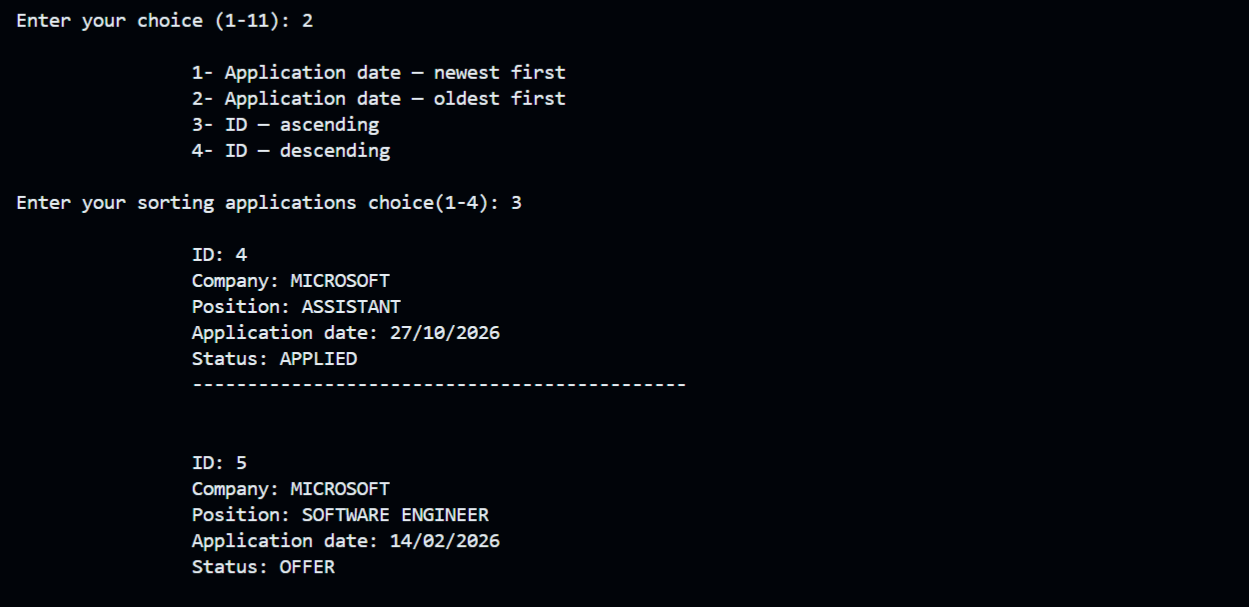 Enter your choice (1-11): 2
1- Application date — newest first
2- Application date — oldest first
3- ID — ascending
4- ID — descending
Enter your sorting applications choice(1-4): 3
ID: 4
Company: MICROSOFT
Position: ASSISTANT
Application date: 27/10/2026
Status: APPLIED
---------------------------------------------
ID: 5
Company: MICROSOFT
Position: SOFTWARE ENGINEER
Application date: 14/02/2026
Status: OFFER